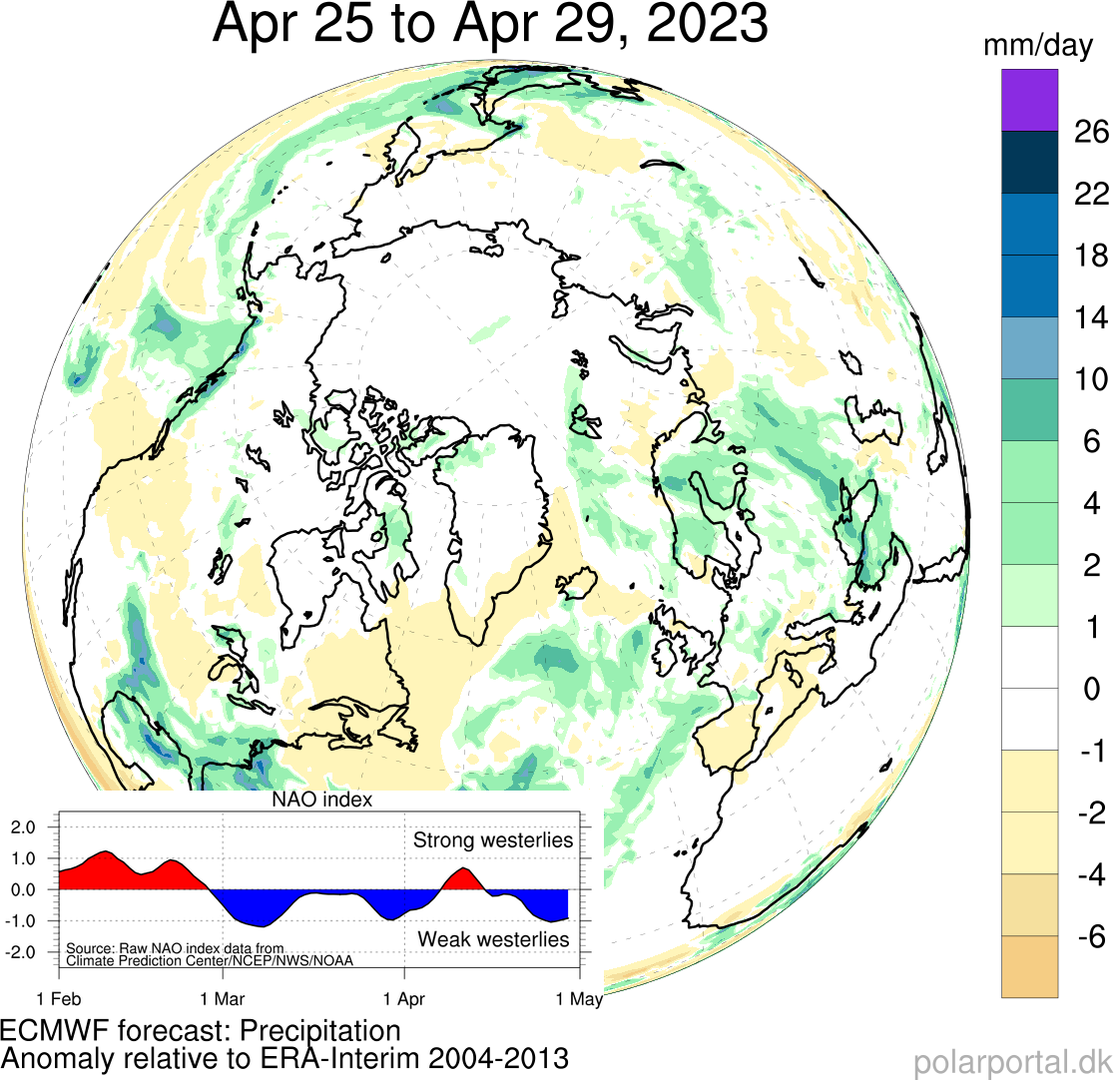 Apr 25 to Apr 29, 2023
mm/day
26
22
18
14
10
6
4
2
1
0
-1
-2
-4
-6
NAO index
2.0
1.0
0.0
-1.0
-2.0
Strong westerlies
Weak westerlies
Source: Raw NAO index data from
Climate Prediction Center/NCEP/NWS/NOAA
1 Feb 1 Mar 1 Apr 1 May
ECMWF forecast: Precipitation
Anomaly relative to ERA-Interim 2004-2013
polarportal.dk